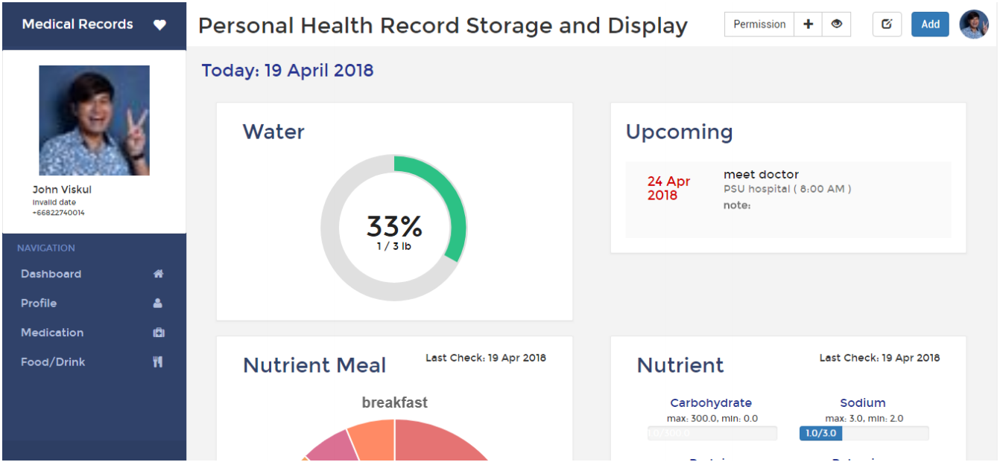 Medical Records
Personal Health Record Storage and Display
Permission
Add
John Viskul
Invalid date
+66822740014
NAVIGATION
Dashboard
Profile
Medication
Food/Drink
Today: 19 April 2018
Water
33%
1 / 3 lb
Upcoming
24 Apr
2018
meet doctor
PSU hospital ( 8:00 AM )
note:
Nutrient Meal
Last Check: 19 Apr 2018
breakfast
Nutrient
Last Check: 19 Apr 2018
Carbohydrate
max: 300.0, min: 0.0
1.0/300.0
Sodium
max: 3.0, min: 2.0
1.0/3.0